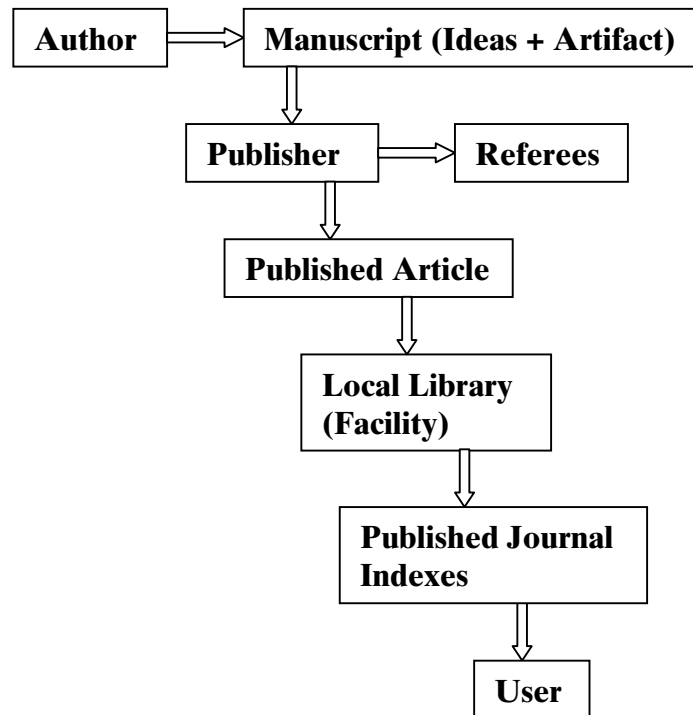 Author
Manuscript (Ideas + Artifact)
Publisher
Referees
Published Article
Local Library
(Facility)
Published Journal
Indexes
User